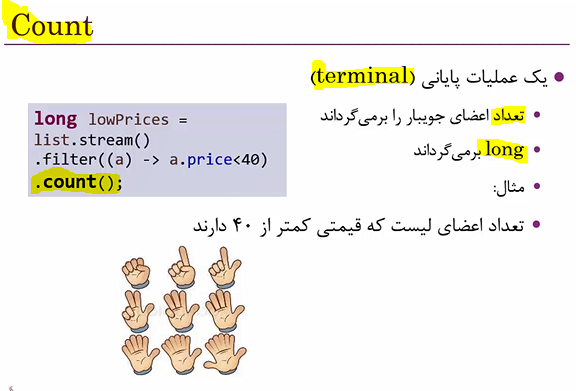 Count
یک عملیات پایانی (terminal)
تعداد اعضای جویبار را برمی‌گرداند
long برمی‌گرداند
مثال:
تعداد اعضای لیست که قیمتی کمتر از ۴۰ دارند
long lowPrices =
list.stream()
.filter((a) -> a.price<40)
.count();